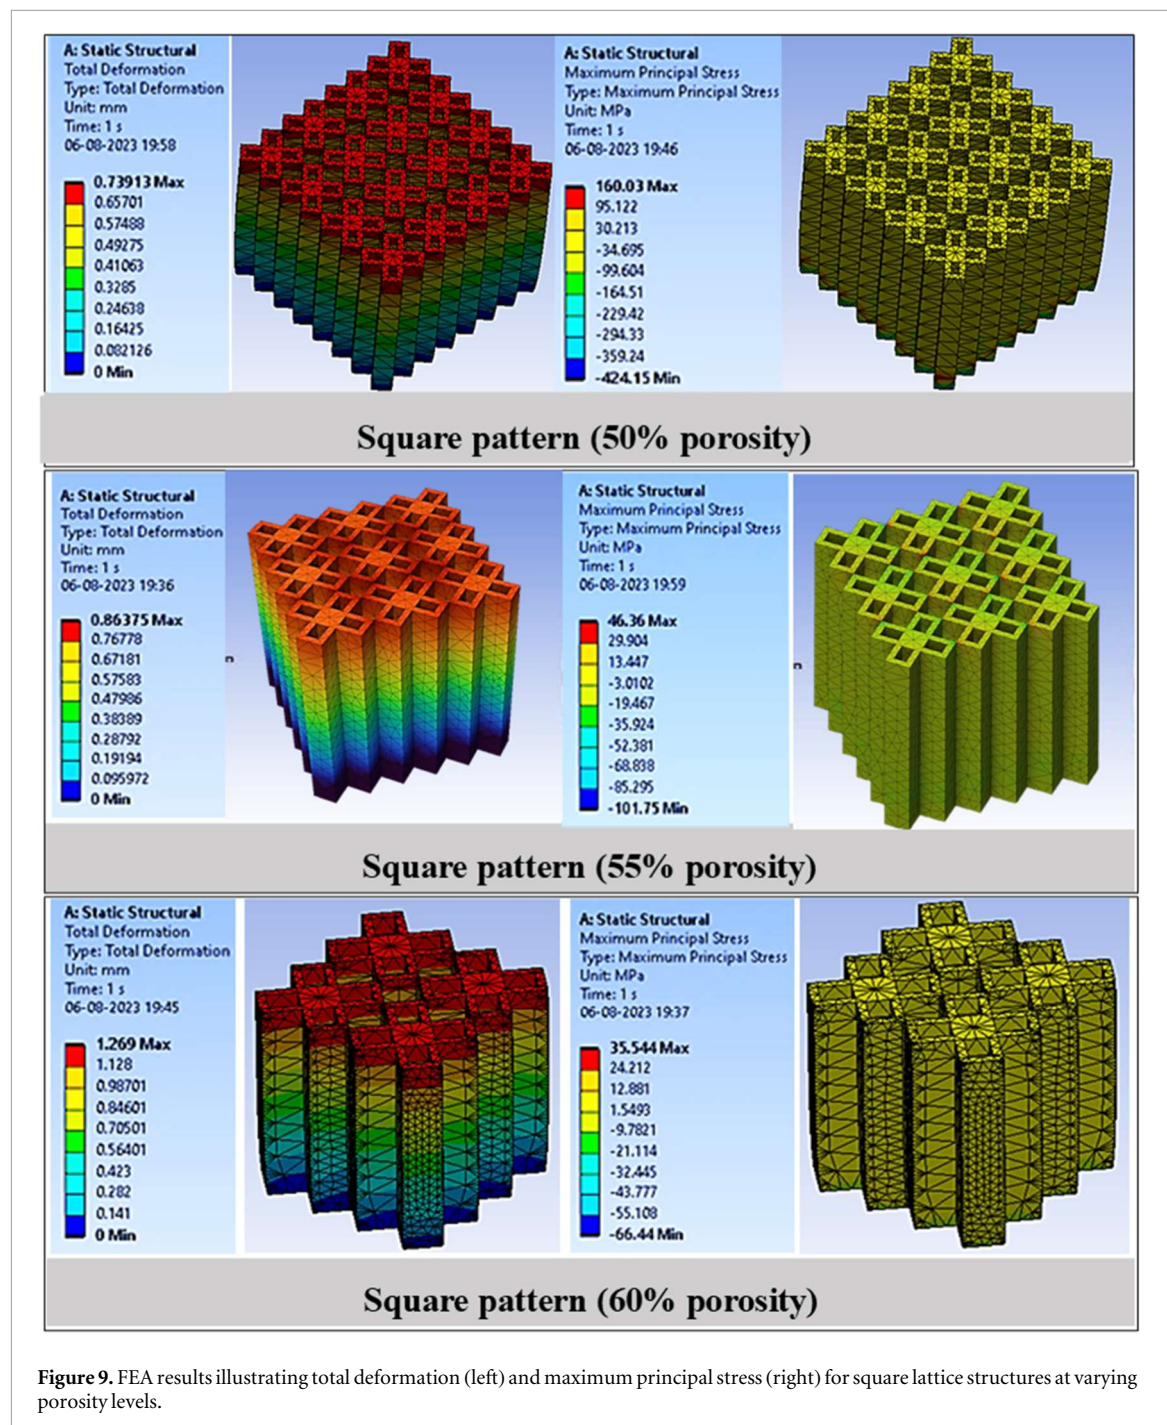 A: Static Structural
Total Deformation
Type: Total Deformation
Unit: mm
Time: 1 s
06-08-2023 19:58
0.73913 Max
0.65701
0.57488
0.49275
0.41063
0.3285
0.24638
0.16425
0.082126
0 Min
A: Static Structural
Maximum Principal Stress
Type: Maximum Principal Stress
Unit: MPa
Time: 1 s
06-08-2023 19:46
160.03 Max
95.122
30.213
-34.695
-99.604
-164.51
-229.42
-294.33
-359.24
-424.15 Min
Square pattern (50% porosity)
A: Static Structural
Total Deformation
Type: Total Deformation
Unit: mm
Time: 1 s
06-08-2023 19:36
0.86375 Max
0.76778
0.67181
0.57583
0.47986
0.38389
0.28792
0.19194
0.095972
0 Min
n
A: Static Structural
Maximum Principal Stress
Type: Maximum Principal Stress
Unit: MPa
Time: 1 s
06-08-2023 19:59
46.36 Max
29.904
13.447
-3.0102
-19.467
-35.924
-52.381
-68.838
-85.295
-101.75 Min
n
Square pattern (55% porosity)
A: Static Structural
Total Deformation
Type: Total Deformation
Unit: mm
Time: 1 s
06-08-2023 19:45
1.269 Max
1.128
0.98701
0.84601
0.70501
0.56401
0.423
0.282
0.141
0 Min
A: Static Structural
Maximum Principal Stress
Type: Maximum Principal Stress
Unit: MPa
Time: 1 s
06-08-2023 19:37
35.544 Max
24.212
12.881
1.5493
-9.7821
-21.114
-32.445
-43.777
-55.108
-66.44 Min
Square pattern (60% porosity)
Figure 9. FEA results illustrating total deformation (left) and maximum principal stress (right) for square lattice structures at varying
porosity levels.